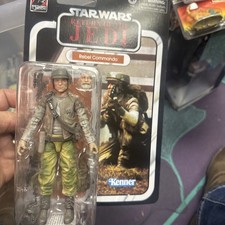 STAR WARS
RETURN OF THE
JEDI
Rebel Commando
Kenner